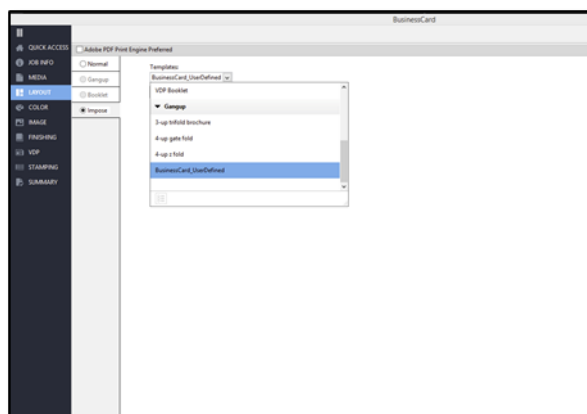 BusinessCard
QUICK ACCESS
Adobe PDF Print Engine Preferred
JOB INFO
Normal
Templates:
MEDIA
Gangup
BusinessCard_UserDefined
LAYOUT
Booklet
VDP Booklet
COLOR
Impose
Gangup
IMAGE
3-up trifold brochure
FINISHING
4-up gate fold
VDP
4-up c fold
STAMPING
BusinessCard_UserDefined
SUMMARY